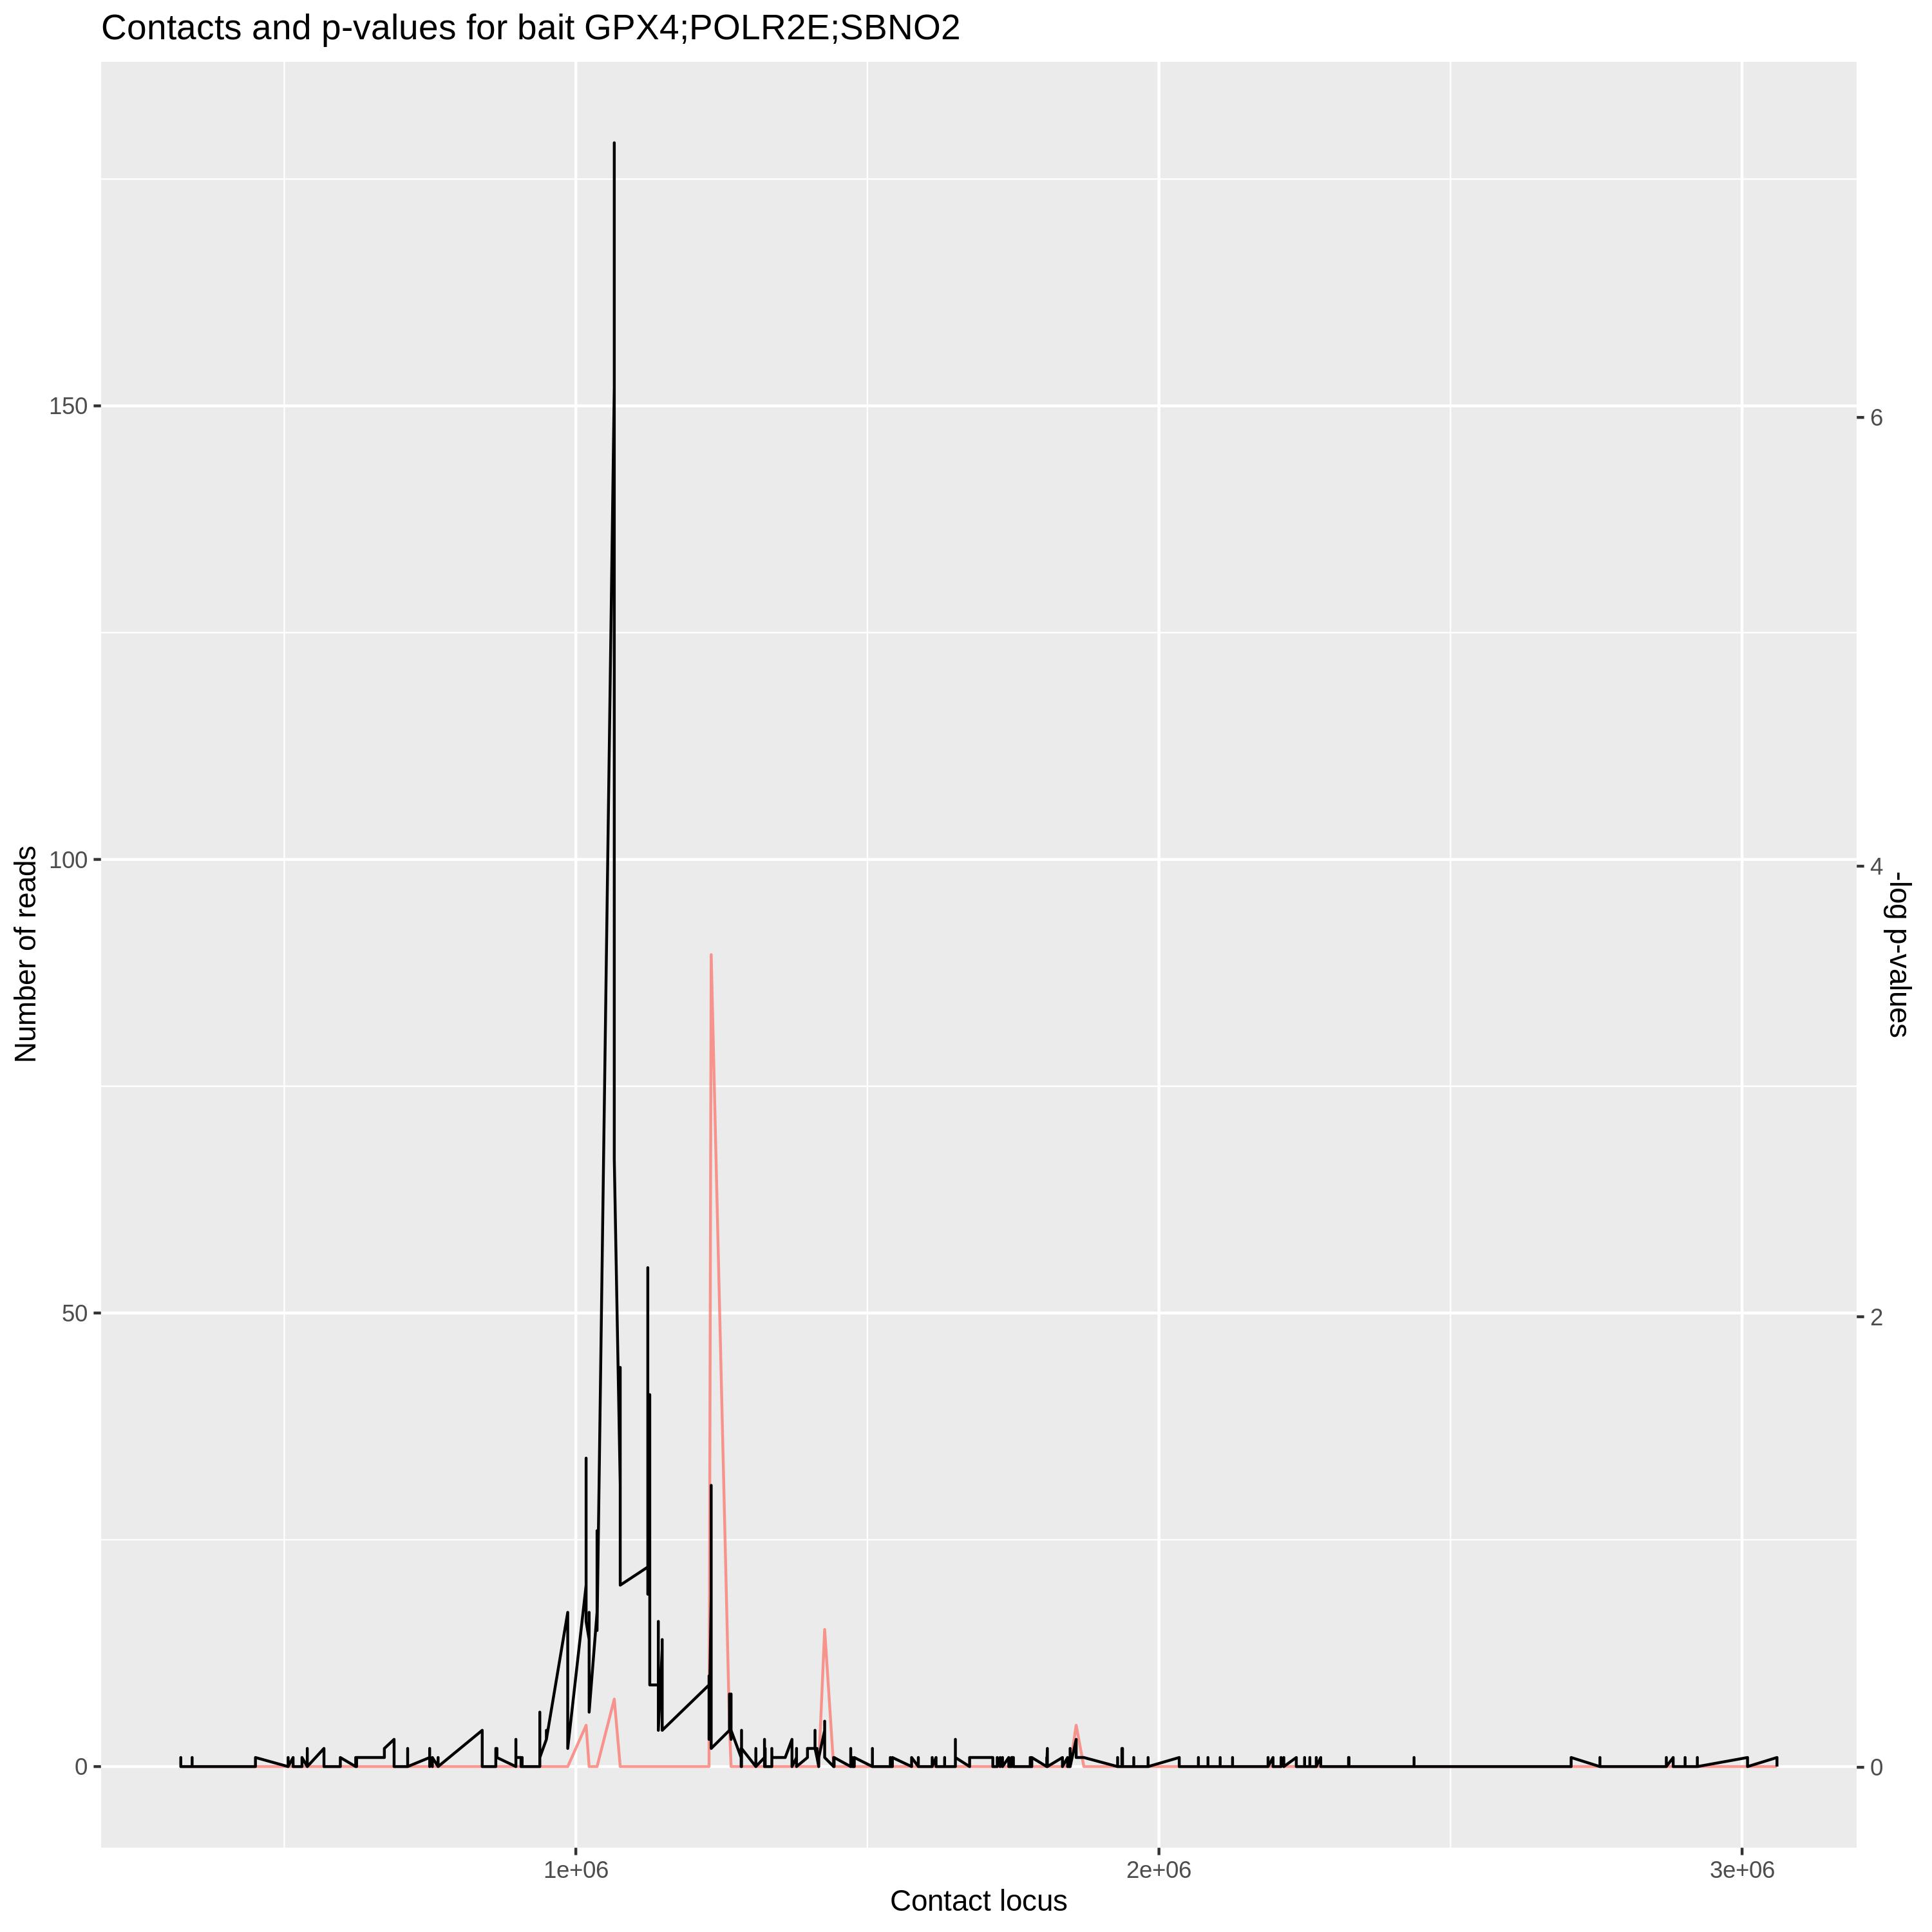 Contacts and p-values for bait GPX4;POLR2E;SBNO2
Number of reads
150
100
50
0
6
4
2
0
-log p-values
1e+06
2e+06
3e+06
Contact locus